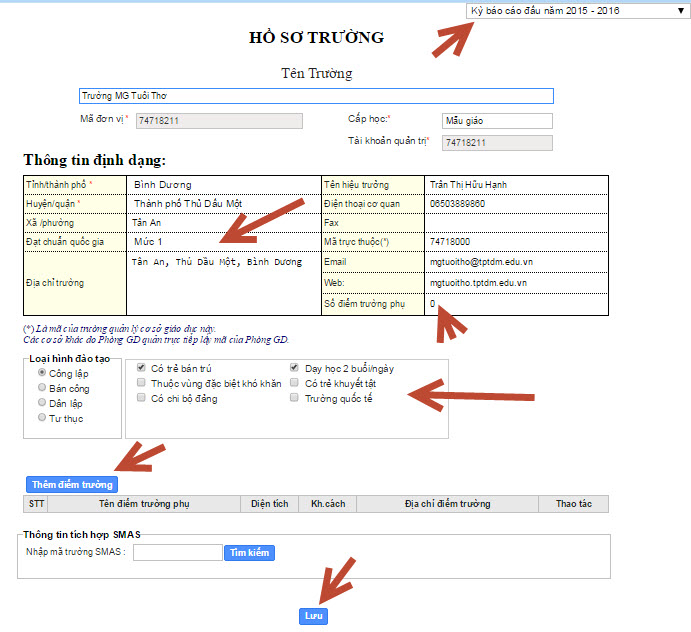 Kỳ báo cáo đầu năm 2015 - 2016
HỒ SƠ TRƯỜNG
Tên Trường
Trường MG Tuổi Thơ
Mã đơn vị * 74718211 Cấp học:* Mẫu giáo
Tài khoản quản trị* 74718211
Thông tin định dạng:
Tỉnh/thành phố * Bình Dương Tên hiệu trưởng Trần Thị Hữu Hạnh
Huyện/quận * Thành phố Thủ Dầu Một Điện thoại cơ quan 06503889860
Xã /phường Tân An Fax
Đạt chuẩn quốc gia Mức 1 Mã trực thuộc(*) 74718000
Địa chỉ trường Tân An, Thủ Dầu Một, Bình Dương Email mgtuoitho@tptdm.edu.vn
Web: mgtuoitho.tptdm.edu.vn
Số điểm trường phụ 0
(*) Là mã của trường quản lý cơ sở giáo dục này.
Các cơ sở khác do Phòng GD quản trực tiếp lấy mã của Phòng GD.
Loại hình đào tạo
Công lập
Bán công
Dân lập
Tư thục
Có trẻ bán trú Dạy học 2 buổi/ngày
Thuộc vùng đặc biệt khó khăn Có trẻ khuyết tật
Có chi bộ đảng Trường quốc tế
Thêm điểm trường
STT Tên điểm trường phụ Diện tích Kh.cách Địa chỉ điểm trường Thao tác
Thông tin tích hợp SMAS
Nhập mã trường SMAS : Tìm kiếm
Lưu